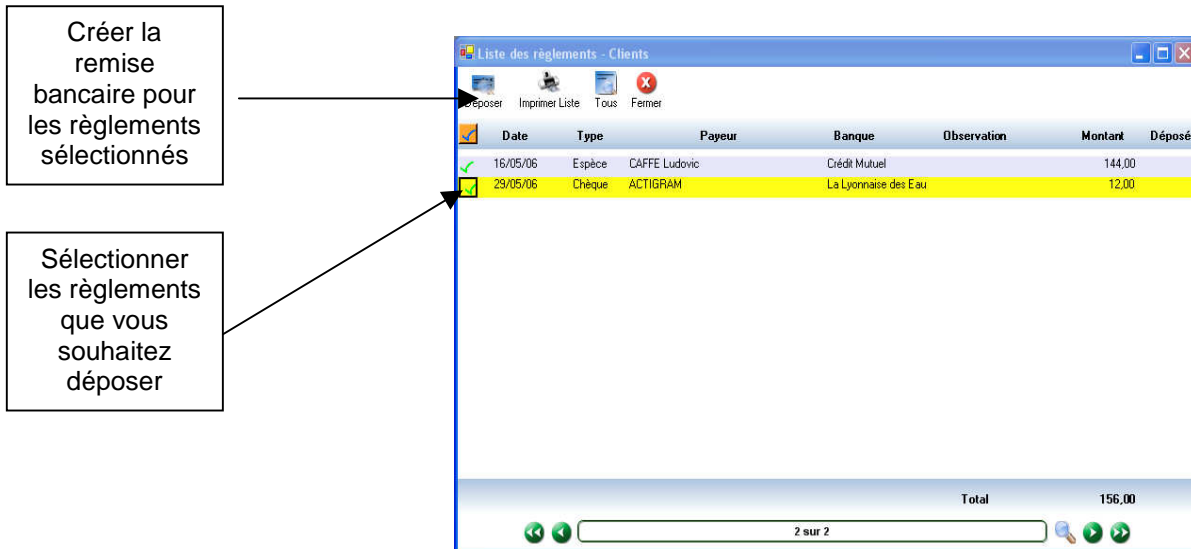 Créer la
remise
bancaire pour
les règlements
sélectionnés
Sélectionner
les règlements
que vous
souhaitez
déposer
Liste des règlements - Clients
Déposer Imprimer Liste Tous Fermer
Date Type Payeur Banque Observation Montant Déposé
16/05/06 Espèce CAFFE Ludovic Crédit Mutuel 144,00
29/05/06 Chèque ACTIGRAM La Lyonnaise des Eau 12,00
Total 156,00
2 sur 2